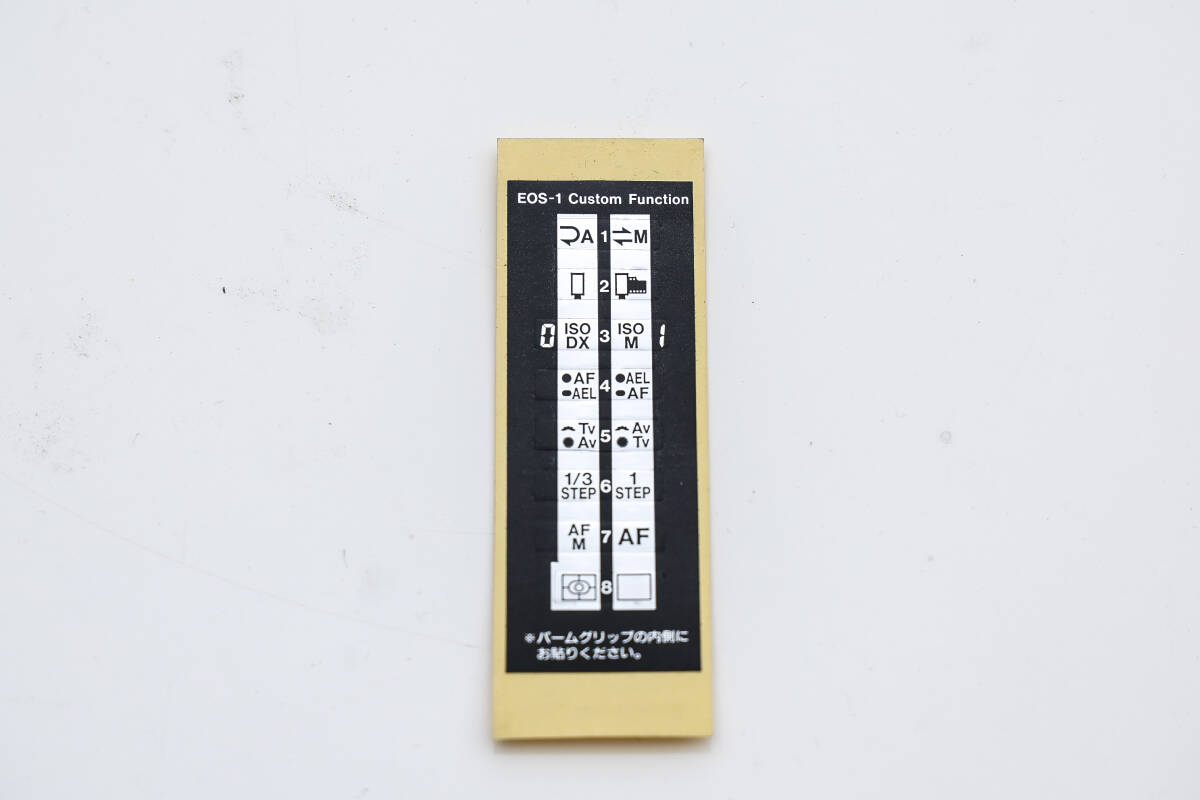 EOS-1 Custom Function
A 1 M
2
0 ISO DX 3 ISO M 1
AF AEL 4 AEL AF
Tv Av 5 Av Tv
1/3 STEP 6 1 STEP
AF M 7 AF
8
※パームグリップの内側に
お貼りください。